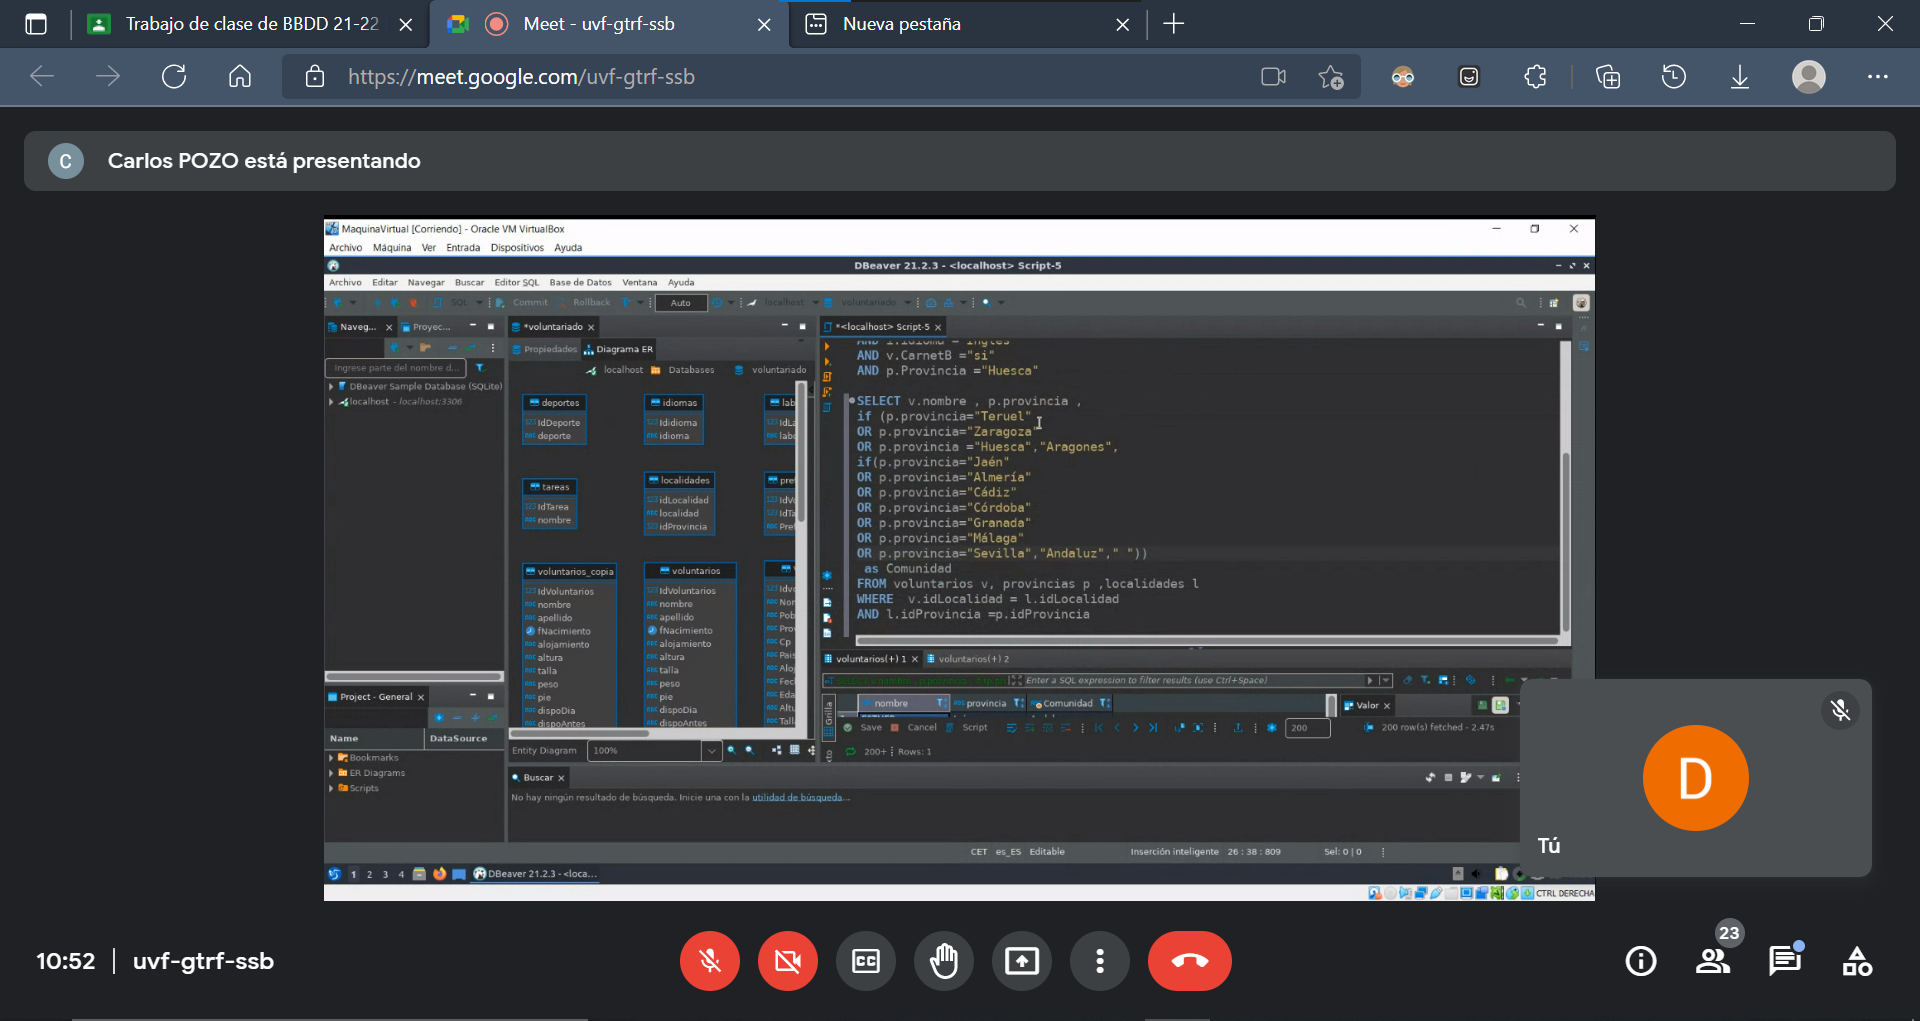 Trabajo de clase de BBDD 21-22
Meet - uvf-gtrf-ssb
Nueva pestaña
https://meet.google.com/uvf-gtrf-ssb
C
Carlos POZO está presentando
MaquinaVirtual [Corriendo] - Oracle VM VirtualBox
Archivo Máquina Ver Entrada Dispositivos Ayuda
DBeaver 21.2.3 - <localhost> Script-5
Archivo Editar Navegar Buscar Editor SQL Base de Datos Ventana Ayuda
SQL Commit Rollback Auto localhost voluntariado
Naveg... Proyec... *voluntariado *<localhost> Script-5
Propiedades Diagrama ER
Ingrese parte del nombre d...
localhost Databases voluntariado
DBeaver Sample Database (SQLite)
localhost - localhost:3306
deportes
IdDeporte
deporte
idiomas
Ididioma
idioma
tareas
IdTarea
nombre
localidades
idLocalidad
localidad
idProvincia
voluntarios_copia
IdVoluntarios
nombre
apellido
fNacimiento
alojamiento
altura
talla
peso
pie
dispoDia
dispoAntes
voluntarios
IdVoluntarios
nombre
apellido
fNacimiento
alojamiento
altura
talla
peso
pie
dispoDia
dispoAntes
AND v.CarnetB ="si"
AND p.Provincia ="Huesca"
SELECT v.nombre , p.provincia ,
if (p.provincia="Teruel"
OR p.provincia="Zaragoza"
OR p.provincia ="Huesca","Aragones",
if(p.provincia="Jaén"
OR p.provincia="Almería"
OR p.provincia="Cádiz"
OR p.provincia="Córdoba"
OR p.provincia="Granada"
OR p.provincia="Málaga"
OR p.provincia="Sevilla","Andaluz"," "))
as Comunidad
FROM voluntarios v, provincias p ,localidades l
WHERE v.idLocalidad = l.idLocalidad
AND l.idProvincia =p.idProvincia
voluntarios(+) 1 voluntarios(+) 2
Enter a SQL expression to filter results (use Ctrl+Space)
Grilla
nombre provincia Comunidad
Valor
Save Cancel Script 200 200 row(s) fetched - 2.47s
200+ Rows: 1
Project - General
Name DataSource
Bookmarks
ER Diagrams
Scripts
Entity Diagram 100%
Buscar
No hay ningún resultado de búsqueda. Inicie una con la utilidad de búsqueda...
CET es_ES Editable Inserción inteligente 26 : 38 : 809 Sel: 0 | 0
1 2 3 4 DBeaver 21.2.3 - <loca...
CTRL DERECHA
D
Tú
10:52 uvf-gtrf-ssb
CC
23